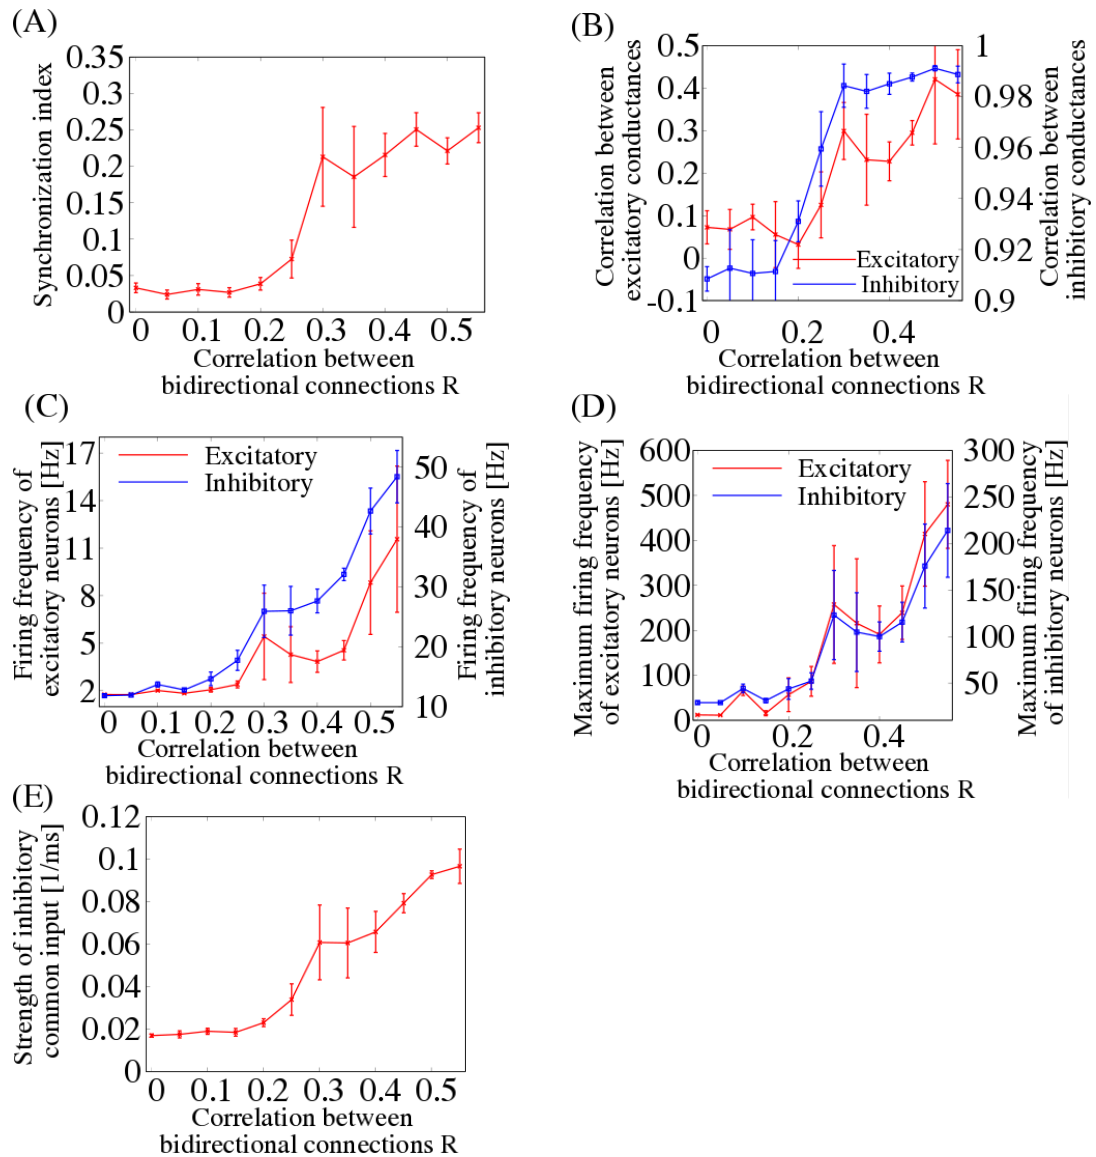 (A)
Synchronization index
0.35
0.3
0.25
0.2
0.15
0.1
0.05
0
0 0.1 0.2 0.3 0.4 0.5
Correlation between
bidirectional connections R
(B)
Correlation between
excitatory conductances
0.5
0.4
0.3
0.2
0.1
0
-0.1
1
0.98
0.96
0.94
0.92
0.9
Correlation between
inhibitory conductances
Excitatory
Inhibitory
0 0.2 0.4
Correlation between
bidirectional connections R
(C)
Firing frequency of
excitatory neurons [Hz]
17
14
11
8
5
2
Excitatory
Inhibitory
50
40
30
20
10
Firing frequency of
inhibitory neurons [Hz]
0 0.1 0.2 0.3 0.4 0.5
Correlation between
bidirectional connections R
(D)
Maximum firing frequency
of excitatory neurons [Hz]
600
500
400
300
200
100
0
Excitatory
Inhibitory
300
250
200
150
100
50
Maximum firing frequency
of inhibitory neurons [Hz]
0 0.2 0.4
Correlation between
bidirectional connections R
(E)
Strength of inhibitory
common input [1/ms]
0.12
0.1
0.08
0.06
0.04
0.02
0
0 0.1 0.2 0.3 0.4 0.5
Correlation between
bidirectional connections R